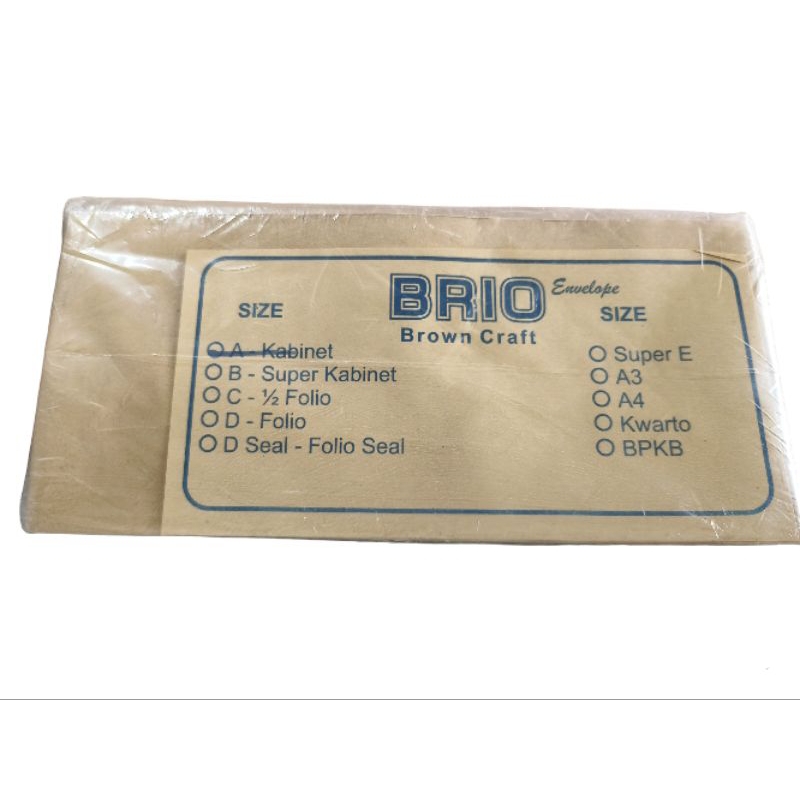 BRIO Envelope
Brown Craft
SIZE
A - Kabinet
B - Super Kabinet
C - ½ Folio
D - Folio
D Seal - Folio Seal
SIZE
Super E
A3
A4
Kwarto
BPKB